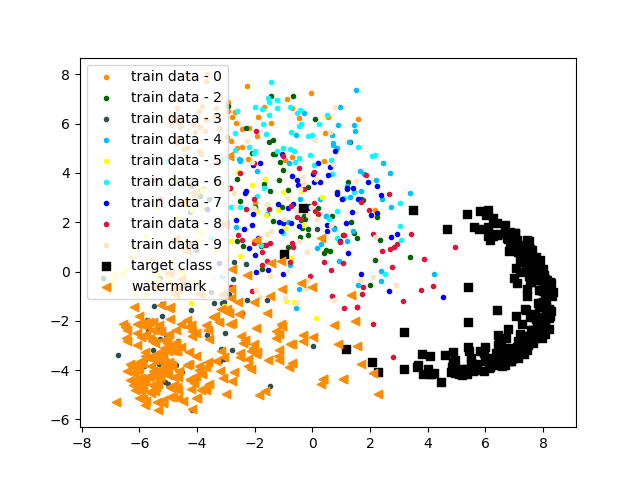 train data - 0
train data - 2
train data - 3
train data - 4
train data - 5
train data - 6
train data - 7
train data - 8
train data - 9
target class
watermark
8
6
4
2
0
−2
−4
−6
−8 −6 −4 −2 0 2 4 6 8